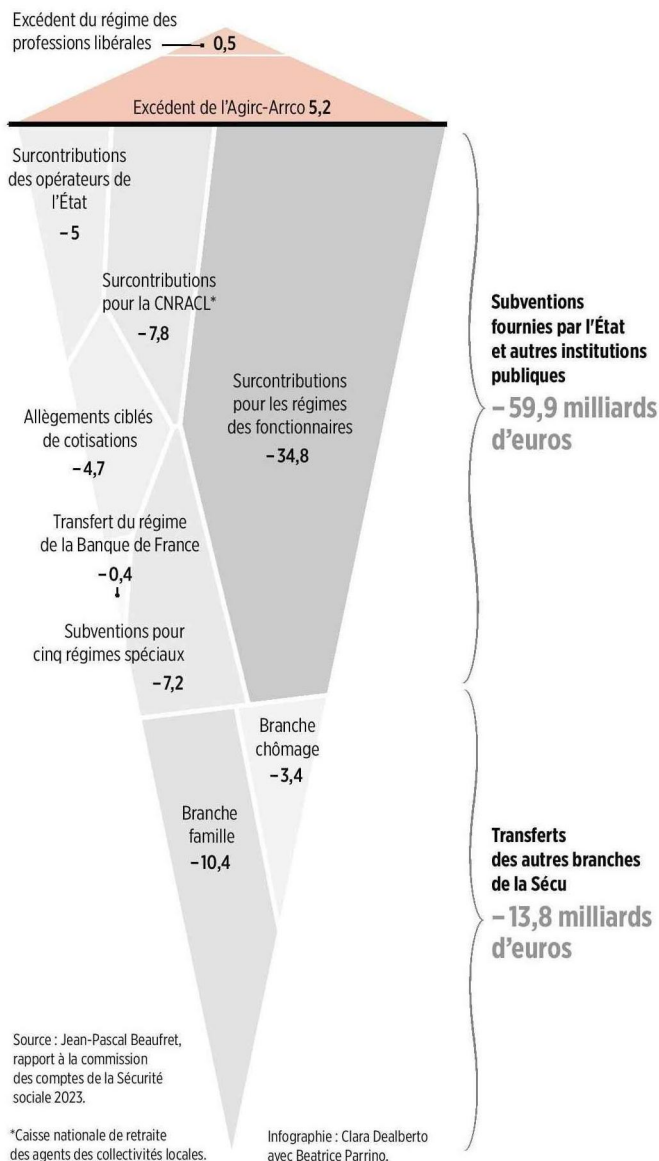 Excédent du régime des
professions libérales
0,5
Excédent de l'Agirc-Arrco 5,2
Surcontributions
des opérateurs de
l'État
– 5
Surcontributions
pour la CNRACL*
– 7,8
Surcontributions
pour les régimes
des fonctionnaires
– 34,8
Allègements ciblés
de cotisations
– 4,7
Transfert du régime
de la Banque de France
– 0,4
Subventions pour
cinq régimes spéciaux
– 7,2
Subventions
fournies par l'État
et autres institutions
publiques
– 59,9 milliards
d'euros
Branche
chômage
– 3,4
Branche
famille
– 10,4
Transferts
des autres branches
de la Sécu
– 13,8 milliards
d'euros
Source : Jean-Pascal Beaufret,
rapport à la commission
des comptes de la Sécurité
sociale 2023.
*Caisse nationale de retraite
des agents des collectivités locales.
Infographie : Clara Dealberto
avec Beatrice Parrino.